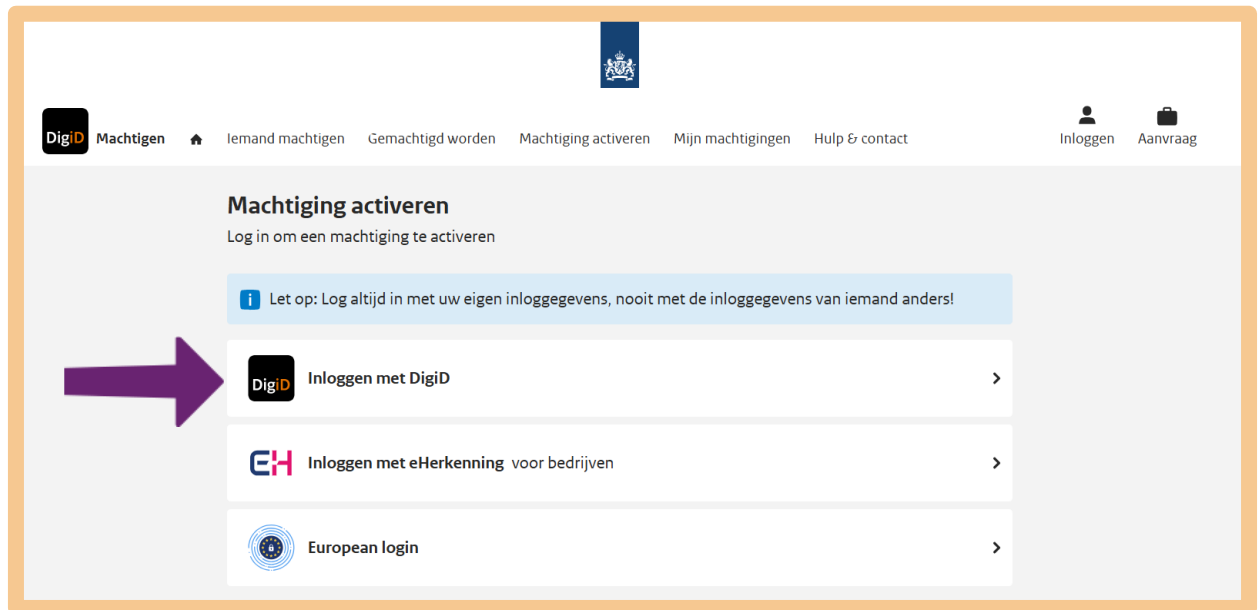 DigiD Machtigen Iemand machtigen Gemachtigd worden Machtiging activeren Mijn machtigingen Hulp & contact Inloggen Aanvraag
Machtiging activeren
Log in om een machtiging te activeren
i Let op: Log altijd in met uw eigen inloggegevens, nooit met de inloggegevens van iemand anders!
DigiD Inloggen met DigiD
EH Inloggen met eHerkenning voor bedrijven
European login